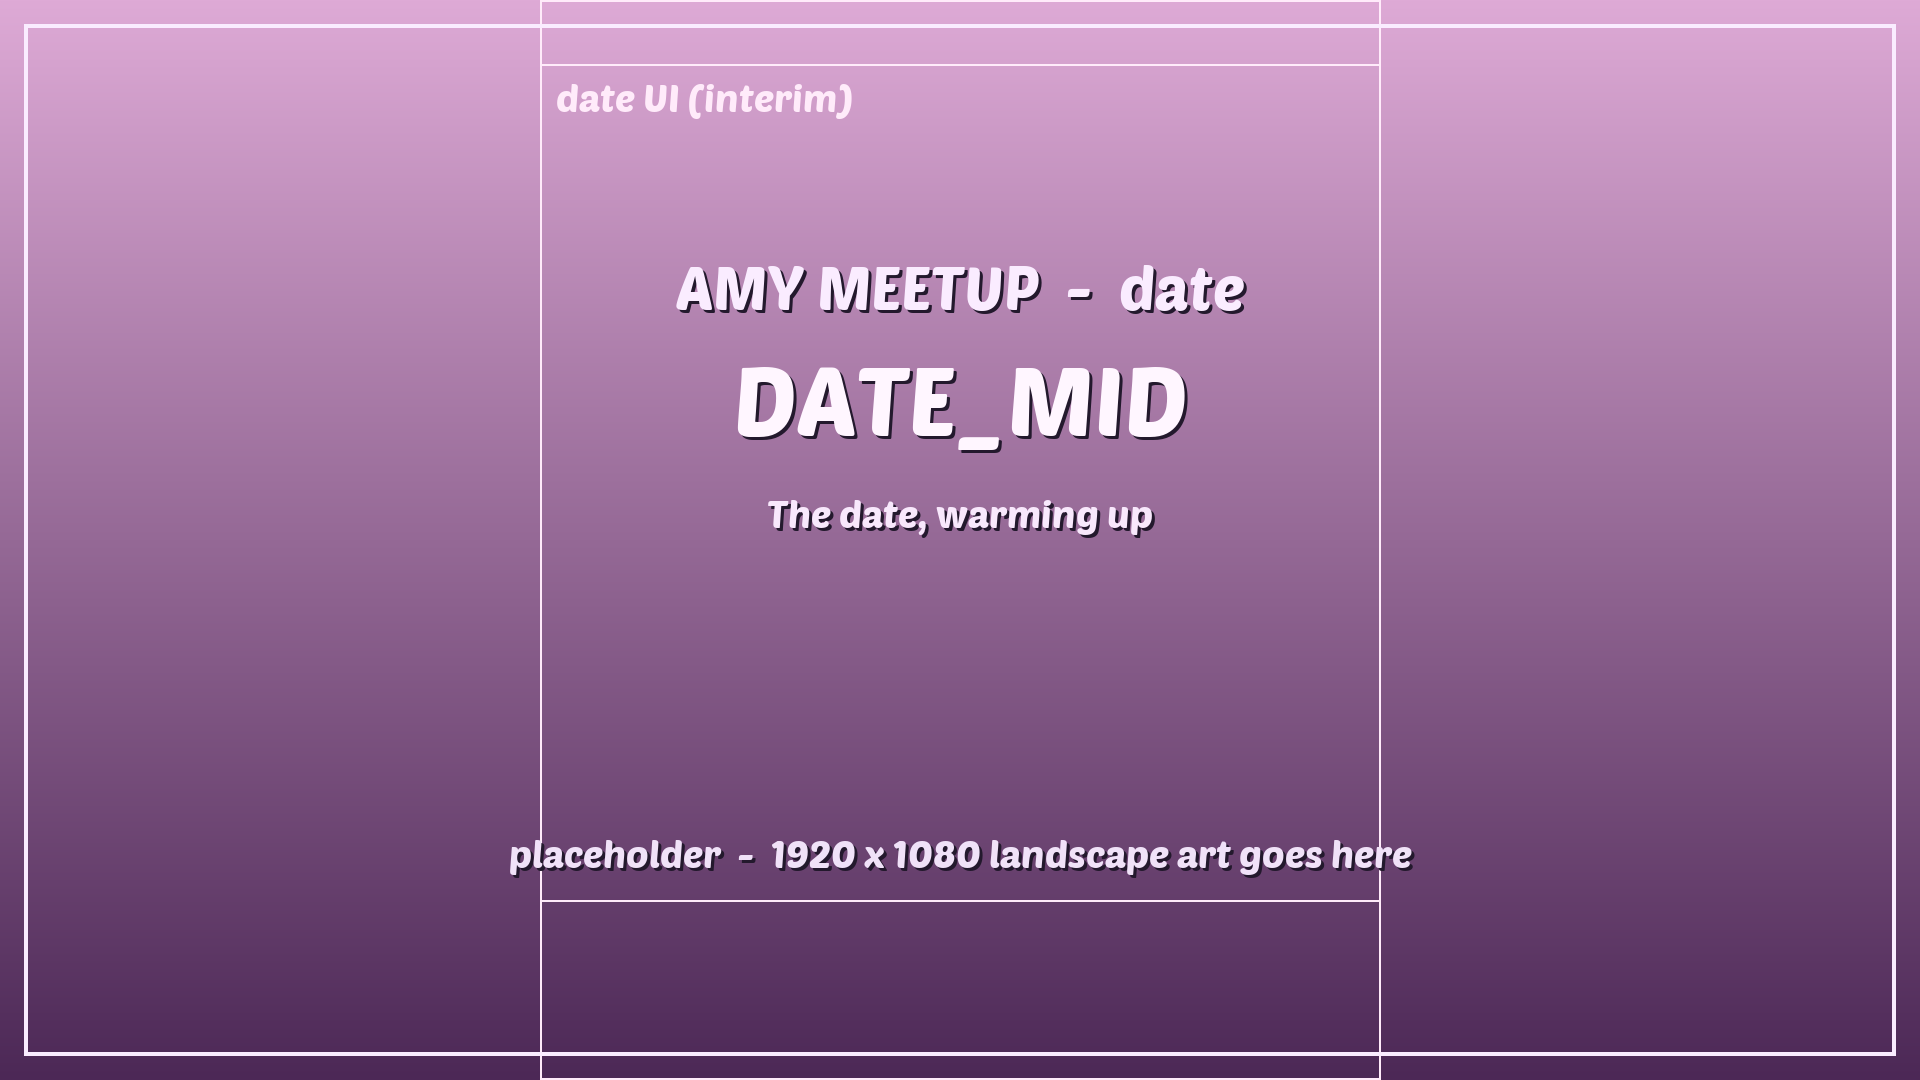 date UI (interim)
AMY MEETUP - date
DATE_MID
The date, warming up
placeholder - 1920 x 1080 landscape art goes here